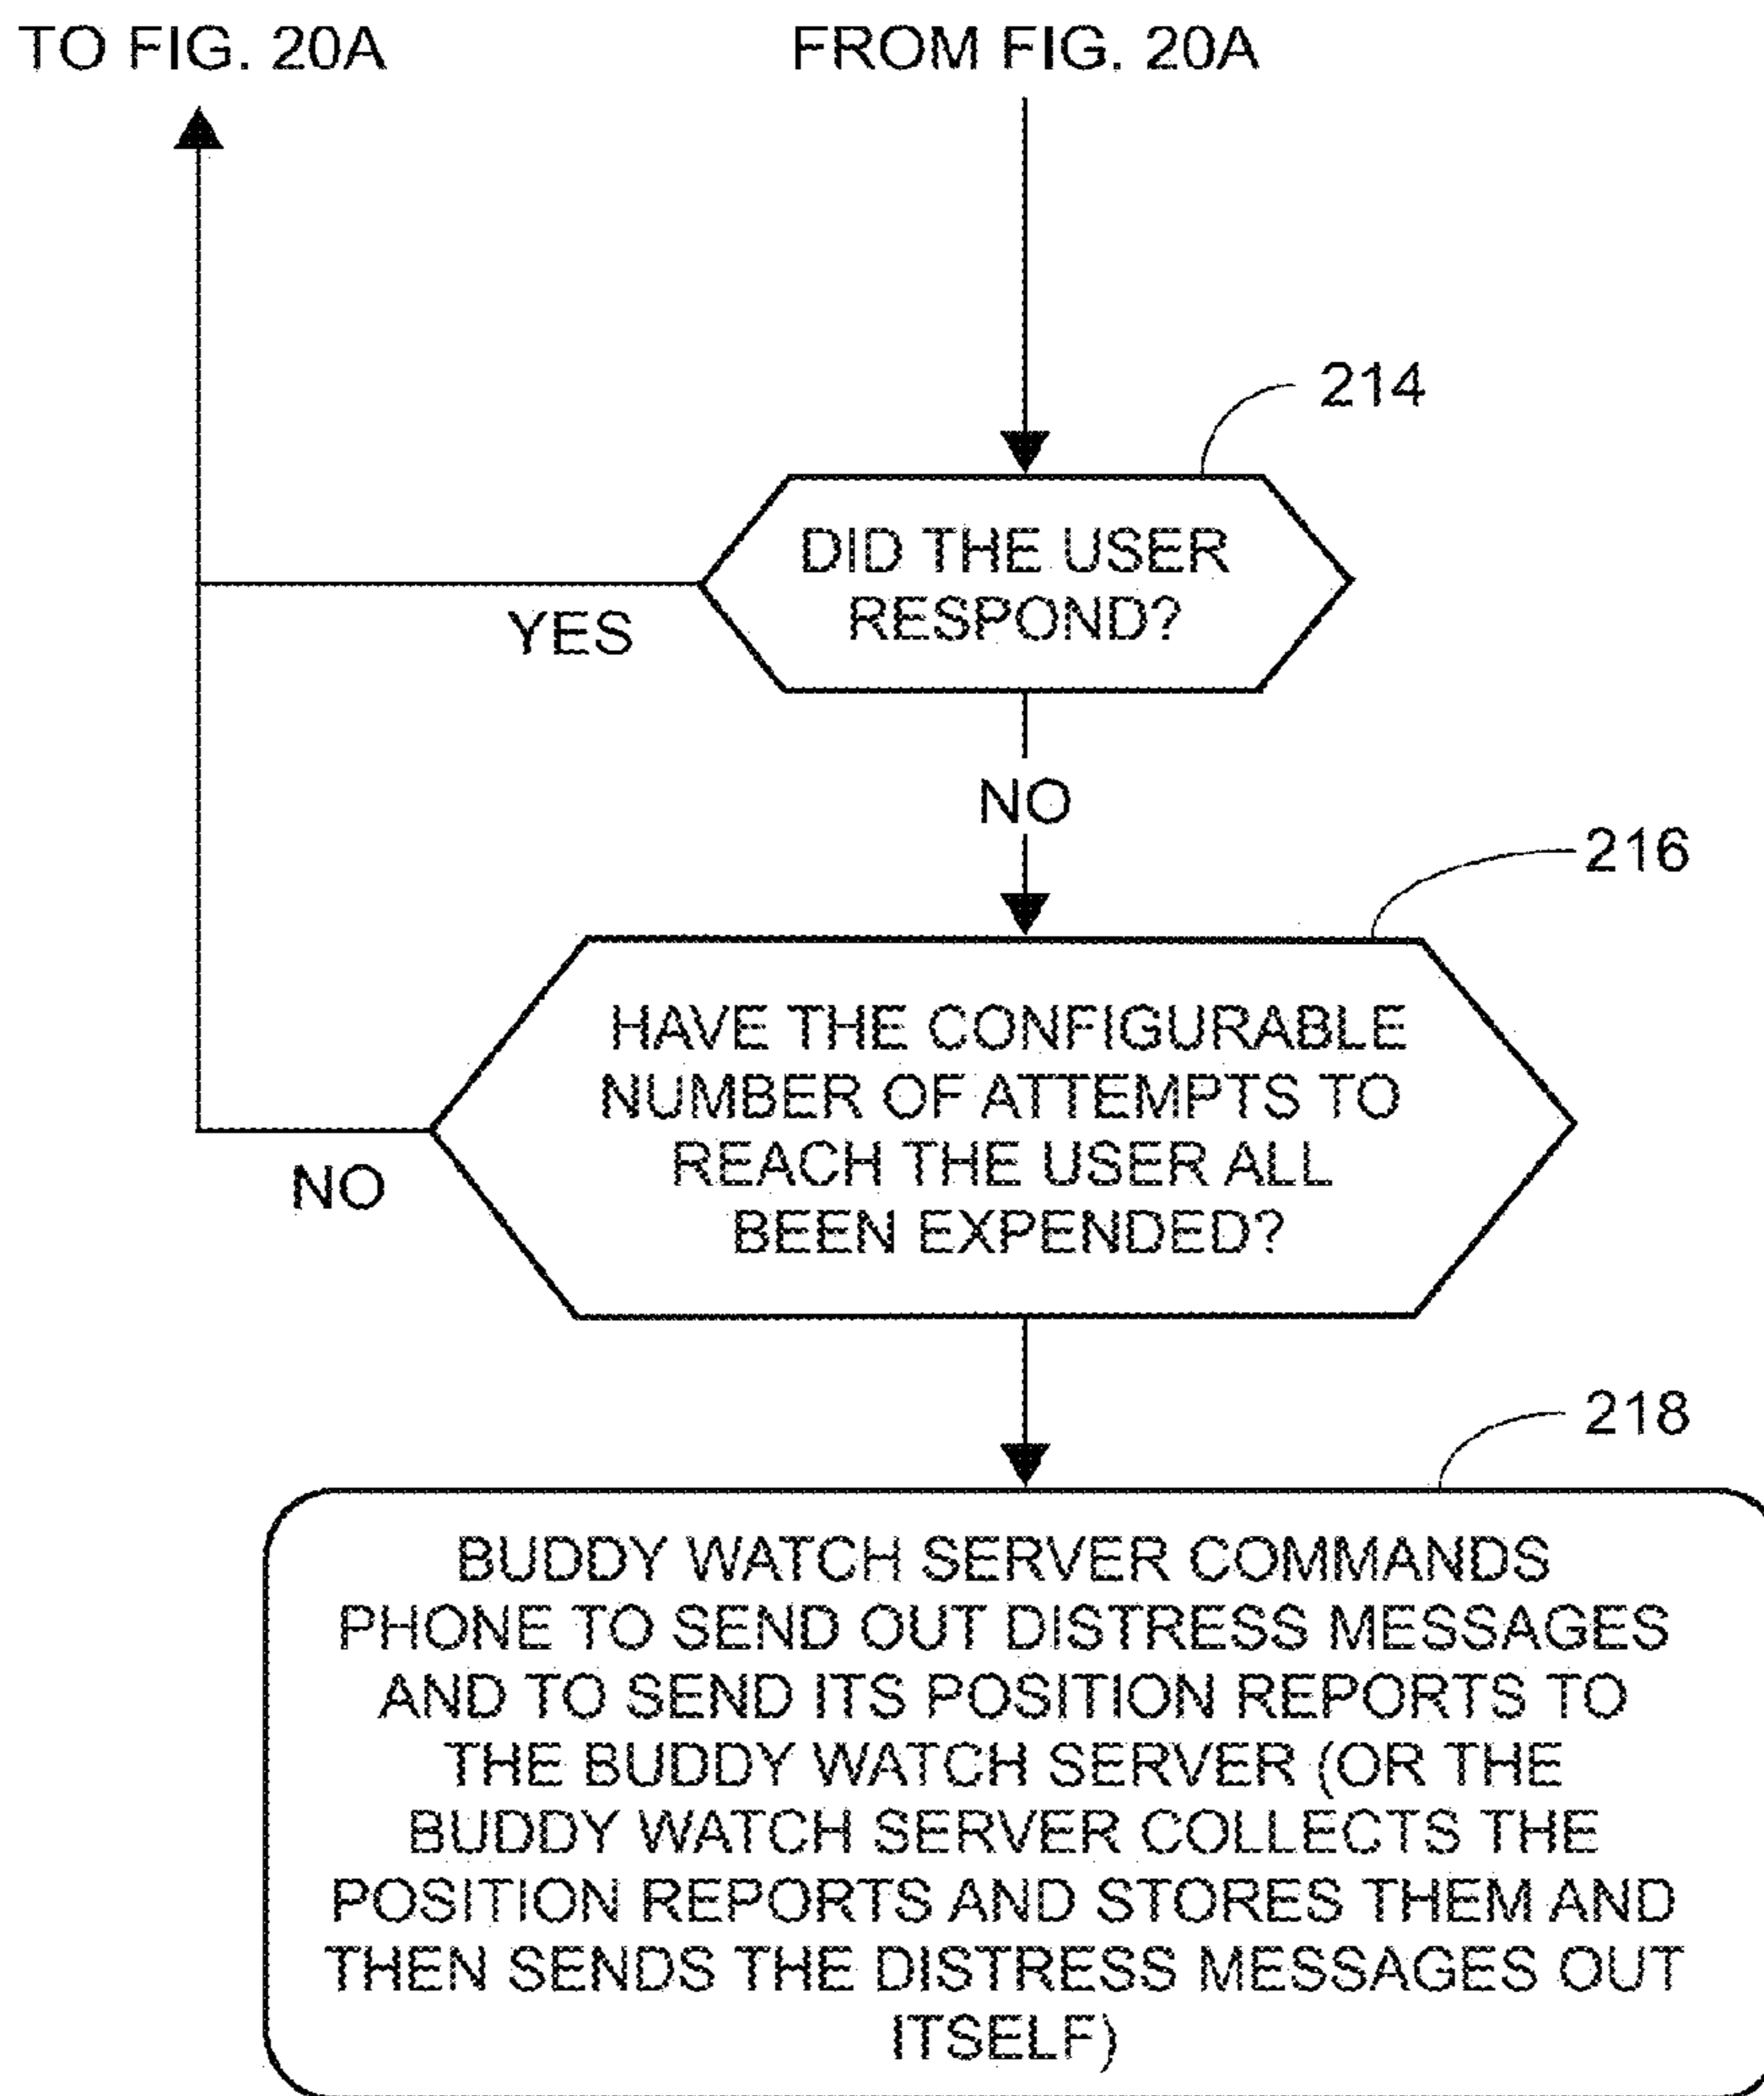 TO FIG. 20A
FROM FIG. 20A
214
DID THE USER
RESPOND?
YES
NO
216
HAVE THE CONFIGURABLE
NUMBER OF ATTEMPTS TO
REACH THE USER ALL
BEEN EXPENDED?
NO
218
BUDDY WATCH SERVER COMMANDS
PHONE TO SEND OUT DISTRESS MESSAGES
AND TO SEND ITS POSITION REPORTS TO
THE BUDDY WATCH SERVER (OR THE
BUDDY WATCH SERVER COLLECTS THE
POSITION REPORTS AND STORES THEM AND
THEN SENDS THE DISTRESS MESSAGES OUT
ITSELF)